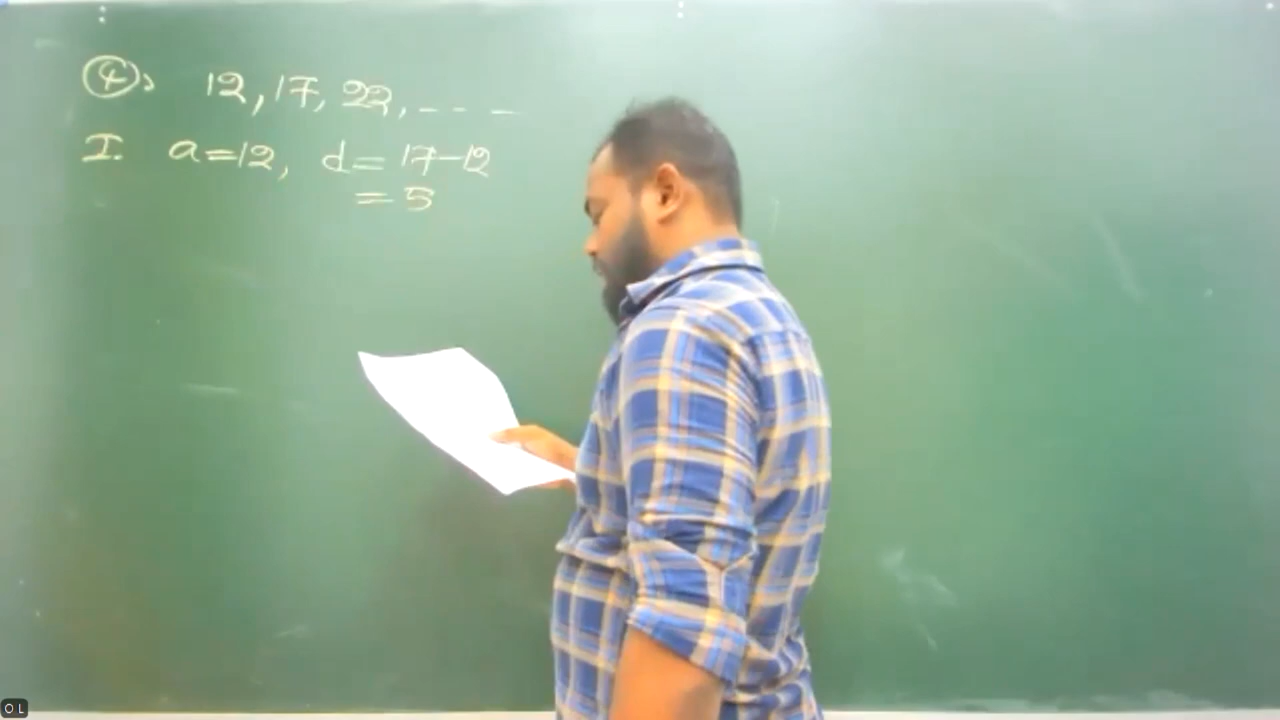 ④, 12, 17, 22, - - - -
I. a=12, d= 17-12
= 5
O L